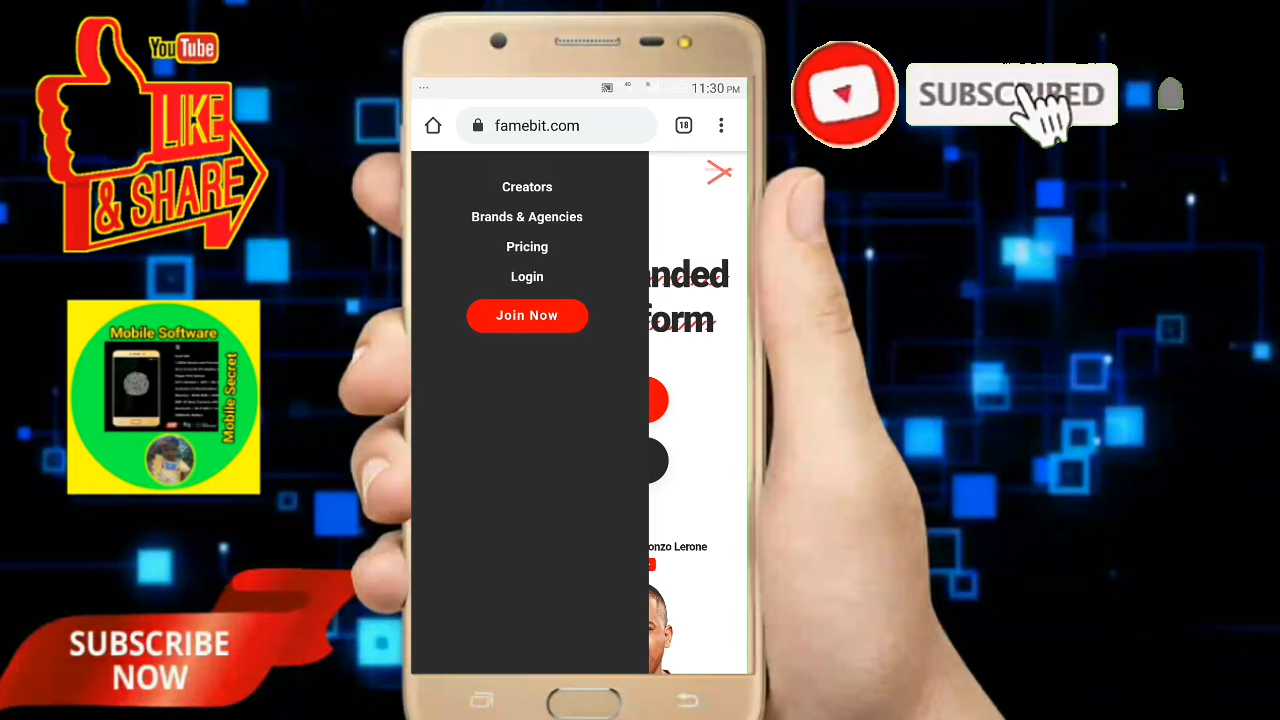 YouTube
LIKE
& SHARE
Mobile Software
Mobile Secret
SUBSCRIBE
NOW
11:30 PM
famebit.com
18
Creators
Brands & Agencies
Pricing
Login
Join Now
nded
form
onzo Lerone
SUBSCRIBED